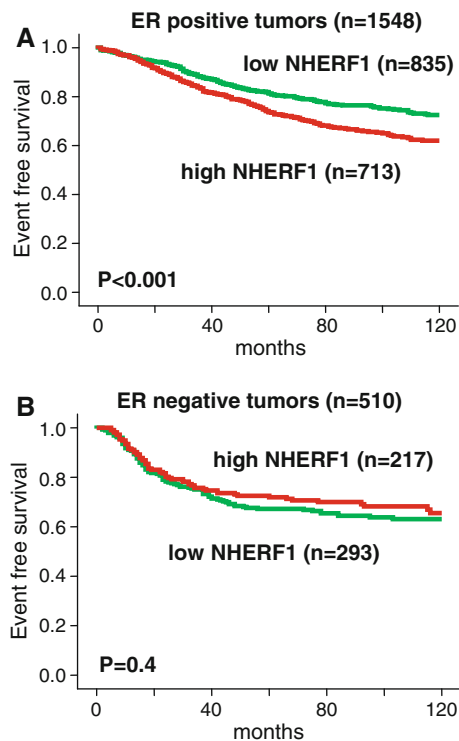 A
ER positive tumors (n=1548)
low NHERF1 (n=835)
high NHERF1 (n=713)
P<0.001
Event free survival
1.0
0.8
0.6
0.4
0.2
0.0
0 40 80 120
months
B
ER negative tumors (n=510)
high NHERF1 (n=217)
low NHERF1 (n=293)
P=0.4
Event free survival
1.0
0.8
0.6
0.4
0.2
0.0
0 40 80 120
months